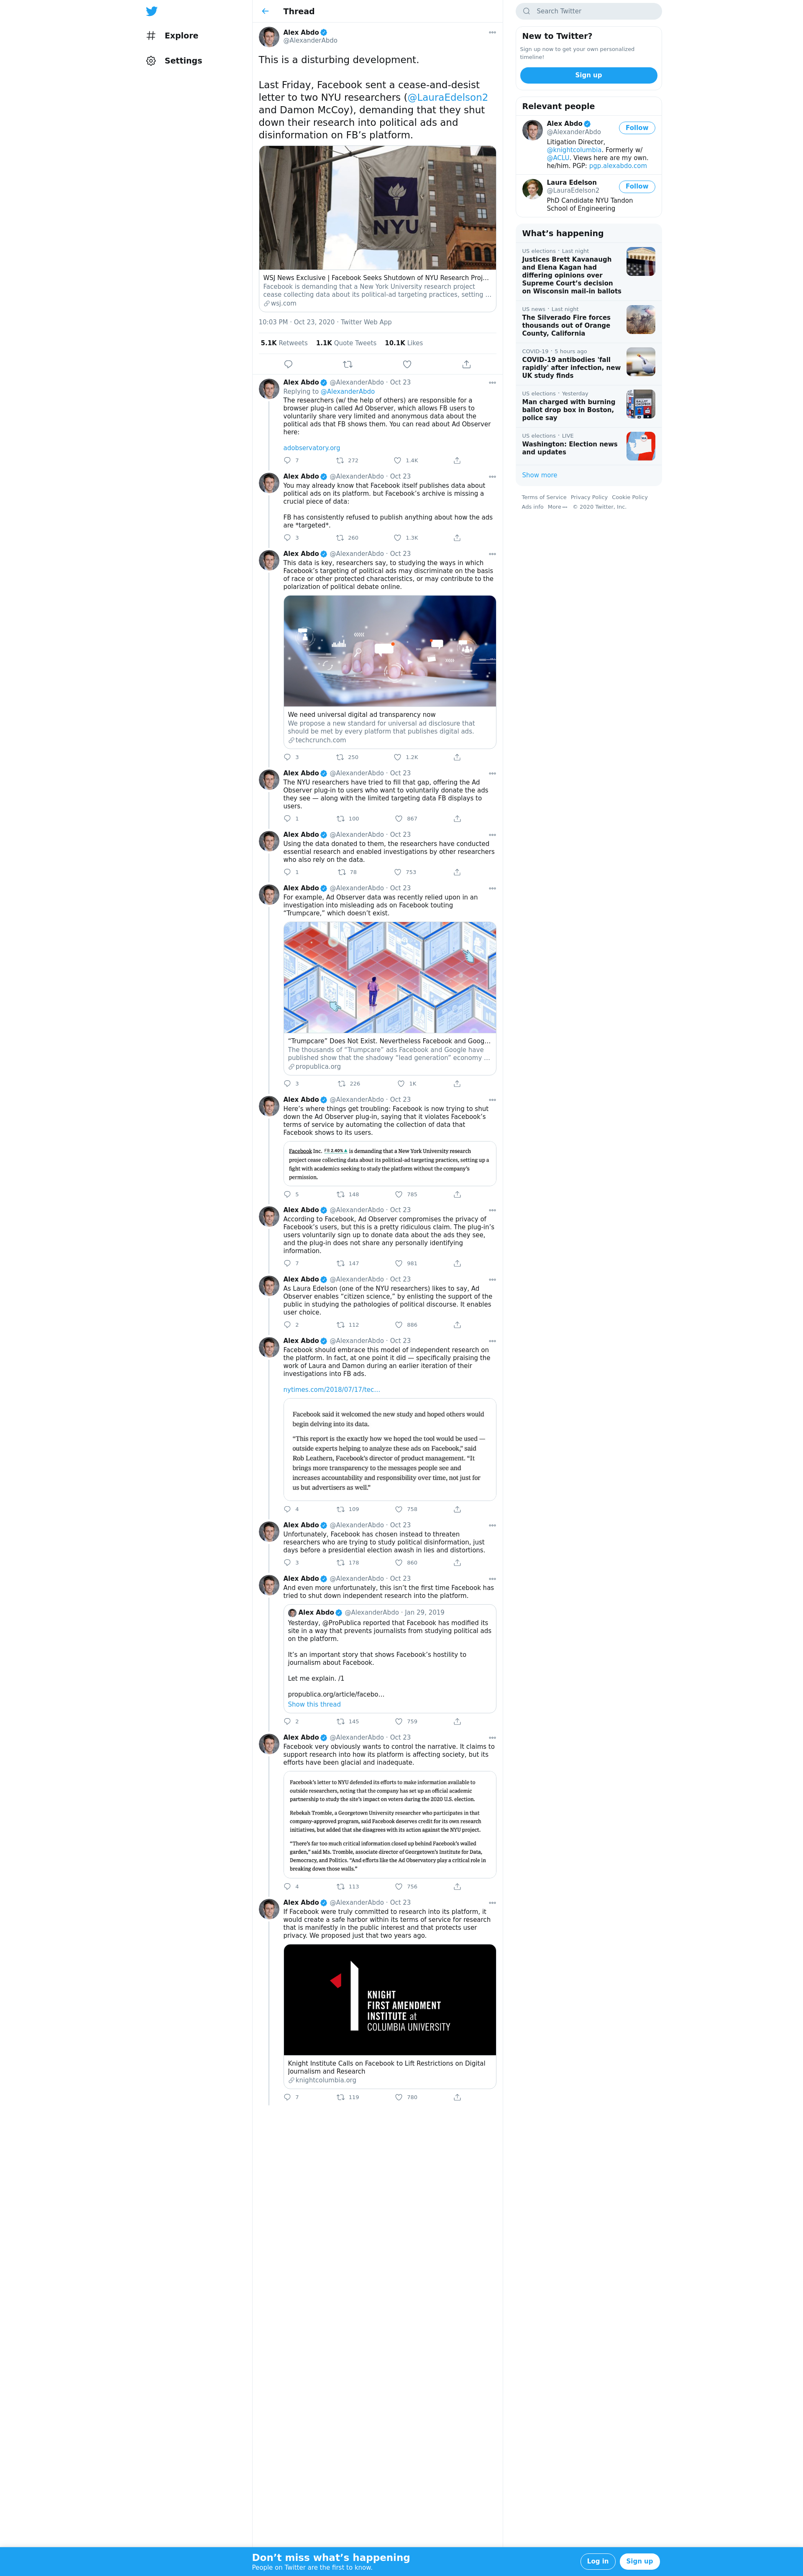 Explore
Settings
Thread
Alex Abdo
@AlexanderAbdo
This is a disturbing development.
Last Friday, Facebook sent a cease-and-desist
letter to two NYU researchers (@LauraEdelson2
and Damon McCoy), demanding that they shut
down their research into political ads and
disinformation on FB's platform.
NYU
WSJ News Exclusive | Facebook Seeks Shutdown of NYU Research Proj...
Facebook is demanding that a New York University research project
cease collecting data about its political-ad targeting practices, setting ...
wsj.com
10:03 PM · Oct 23, 2020 · Twitter Web App
5.1K Retweets 1.1K Quote Tweets 10.1K Likes
Alex Abdo @AlexanderAbdo · Oct 23
Replying to @AlexanderAbdo
The researchers (w/ the help of others) are responsible for a
browser plug-in called Ad Observer, which allows FB users to
voluntarily share very limited and anonymous data about the
political ads that FB shows them. You can read about Ad Observer
here:
adobservatory.org
7 272 1.4K
Alex Abdo @AlexanderAbdo · Oct 23
You may already know that Facebook itself publishes data about
political ads on its platform. but Facebook's archive is missing a
crucial piece of data:
FB has consistently refused to publish anything about how the ads
are *targeted*.
3 260 1.3K
Alex Abdo @AlexanderAbdo · Oct 23
This data is key, researchers say, to studying the ways in which
Facebook's targeting of political ads may discriminate on the basis
of race or other protected characteristics, or may contribute to the
polarization of political debate online.
We need universal digital ad transparency now
We propose a new standard for universal ad disclosure that
should be met by every platform that publishes digital ads.
techcrunch.com
3 250 1.2K
Alex Abdo @AlexanderAbdo · Oct 23
The NYU researchers have tried to fill that gap, offering the Ad
Observer plug-in to users who want to voluntarily donate the ads
they see — along with the limited targeting data FB displays to
users.
1 100 867
Alex Abdo @AlexanderAbdo · Oct 23
Using the data donated to them, the researchers have conducted
essential research and enabled investigations by other researchers
who also rely on the data.
1 78 753
Alex Abdo @AlexanderAbdo · Oct 23
For example, Ad Observer data was recently relied upon in an
investigation into misleading ads on Facebook touting
"Trumpcare," which doesn't exist.
"Trumpcare" Does Not Exist. Nevertheless Facebook and Goog...
The thousands of "Trumpcare" ads Facebook and Google have
published show that the shadowy "lead generation" economy ...
propublica.org
3 226 1K
Alex Abdo @AlexanderAbdo · Oct 23
Here's where things get troubling: Facebook is now trying to shut
down the Ad Observer plug-in, saying that it violates Facebook's
terms of service by automating the collection of data that
Facebook shows to its users.
Facebook Inc. FB 2.40% ▲ is demanding that a New York University research
project cease collecting data about its political-ad targeting practices, setting up a
fight with academics seeking to study the platform without the company's
permission.
5 148 785
Alex Abdo @AlexanderAbdo · Oct 23
According to Facebook, Ad Observer compromises the privacy of
Facebook's users, but this is a pretty ridiculous claim. The plug-in's
users voluntarily sign up to donate data about the ads they see,
and the plug-in does not share any personally identifying
information.
7 147 981
Alex Abdo @AlexanderAbdo · Oct 23
As Laura Edelson (one of the NYU researchers) likes to say, Ad
Observer enables "citizen science," by enlisting the support of the
public in studying the pathologies of political discourse. It enables
user choice.
2 112 886
Alex Abdo @AlexanderAbdo · Oct 23
Facebook should embrace this model of independent research on
the platform. In fact, at one point it did — specifically praising the
work of Laura and Damon during an earlier iteration of their
investigations into FB ads.
nytimes.com/2018/07/17/tec...
Facebook said it welcomed the new study and hoped others would
begin delving into its data.
"This report is the exactly how we hoped the tool would be used —
outside experts helping to analyze these ads on Facebook," said
Rob Leathern, Facebook's director of product management. "It
brings more transparency to the messages people see and
increases accountability and responsibility over time, not just for
us but advertisers as well."
4 109 758
Alex Abdo @AlexanderAbdo · Oct 23
Unfortunately, Facebook has chosen instead to threaten
researchers who are trying to study political disinformation, just
days before a presidential election awash in lies and distortions.
3 178 860
Alex Abdo @AlexanderAbdo · Oct 23
And even more unfortunately, this isn't the first time Facebook has
tried to shut down independent research into the platform.
Alex Abdo @AlexanderAbdo · Jan 29, 2019
Yesterday, @ProPublica reported that Facebook has modified its
site in a way that prevents journalists from studying political ads
on the platform.
It's an important story that shows Facebook's hostility to
journalism about Facebook.
Let me explain. /1
propublica.org/article/facebo...
Show this thread
2 145 759
Alex Abdo @AlexanderAbdo · Oct 23
Facebook very obviously wants to control the narrative. It claims to
support research into how its platform is affecting society, but its
efforts have been glacial and inadequate.
Facebook's letter to NYU defended its efforts to make information available to
outside researchers, noting that the company has set up an official academic
partnership to study the site's impact on voters during the 2020 U.S. election.
Rebekah Tromble, a Georgetown University researcher who participates in that
company-approved program, said Facebook deserves credit for its own research
initiatives, but added that she disagrees with its action against the NYU project.
"There's far too much critical information closed up behind Facebook's walled
garden," said Ms. Tromble, associate director of Georgetown's Institute for Data,
Democracy, and Politics. "And efforts like the Ad Observatory play a critical role in
breaking down those walls."
4 113 756
Alex Abdo @AlexanderAbdo · Oct 23
If Facebook were truly committed to research into its platform, it
would create a safe harbor within its terms of service for research
that is manifestly in the public interest and that protects user
privacy. We proposed just that two years ago.
KNIGHT
FIRST AMENDMENT
INSTITUTE at
COLUMBIA UNIVERSITY
Knight Institute Calls on Facebook to Lift Restrictions on Digital
Journalism and Research
knightcolumbia.org
7 119 780
Search Twitter
New to Twitter?
Sign up now to get your own personalized
timeline!
Sign up
Relevant people
Alex Abdo
@AlexanderAbdo
Follow
Litigation Director,
@knightcolumbia. Formerly w/
@ACLU. Views here are my own.
he/him. PGP: pgp.alexabdo.com
Laura Edelson
@LauraEdelson2
Follow
PhD Candidate NYU Tandon
School of Engineering
What's happening
US elections · Last night
Justices Brett Kavanaugh
and Elena Kagan had
differing opinions over
Supreme Court's decision
on Wisconsin mail-in ballots
US news · Last night
The Silverado Fire forces
thousands out of Orange
County, California
COVID-19 · 5 hours ago
COVID-19 antibodies 'fall
rapidly' after infection, new
UK study finds
US elections · Yesterday
Man charged with burning
ballot drop box in Boston,
police say
US elections · LIVE
Washington: Election news
and updates
Show more
Terms of Service Privacy Policy Cookie Policy
Ads info More ••• © 2020 Twitter, Inc.
Don't miss what's happening
People on Twitter are the first to know.
Log in
Sign up